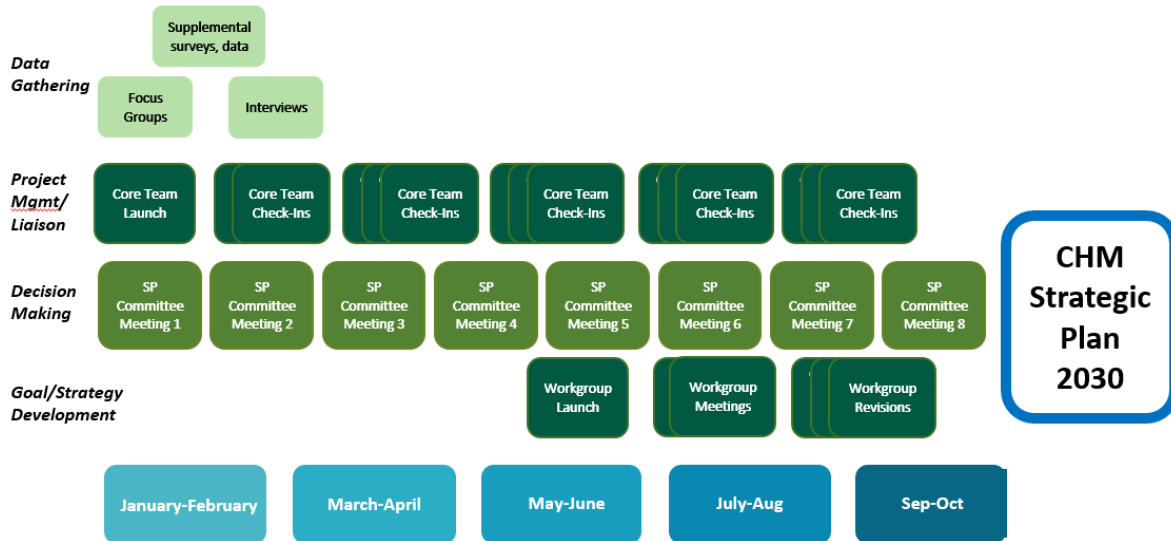 Supplemental
surveys, data
Data
Gathering
Focus
Groups
Interviews
Project
Mgmt/
Liaison
Core Team
Launch
Core Team
Check-Ins
Core Team
Check-Ins
Core Team
Check-Ins
Core Team
Check-Ins
Core Team
Check-Ins
Decision
Making
SP
Committee
Meeting 1
SP
Committee
Meeting 2
SP
Committee
Meeting 3
SP
Committee
Meeting 4
SP
Committee
Meeting 5
SP
Committee
Meeting 6
SP
Committee
Meeting 7
SP
Committee
Meeting 8
CHM
Strategic
Plan
2030
Goal/Strategy
Development
Workgroup
Launch
Workgroup
Meetings
Workgroup
Revisions
January-February
March-April
May-June
July-Aug
Sep-Oct